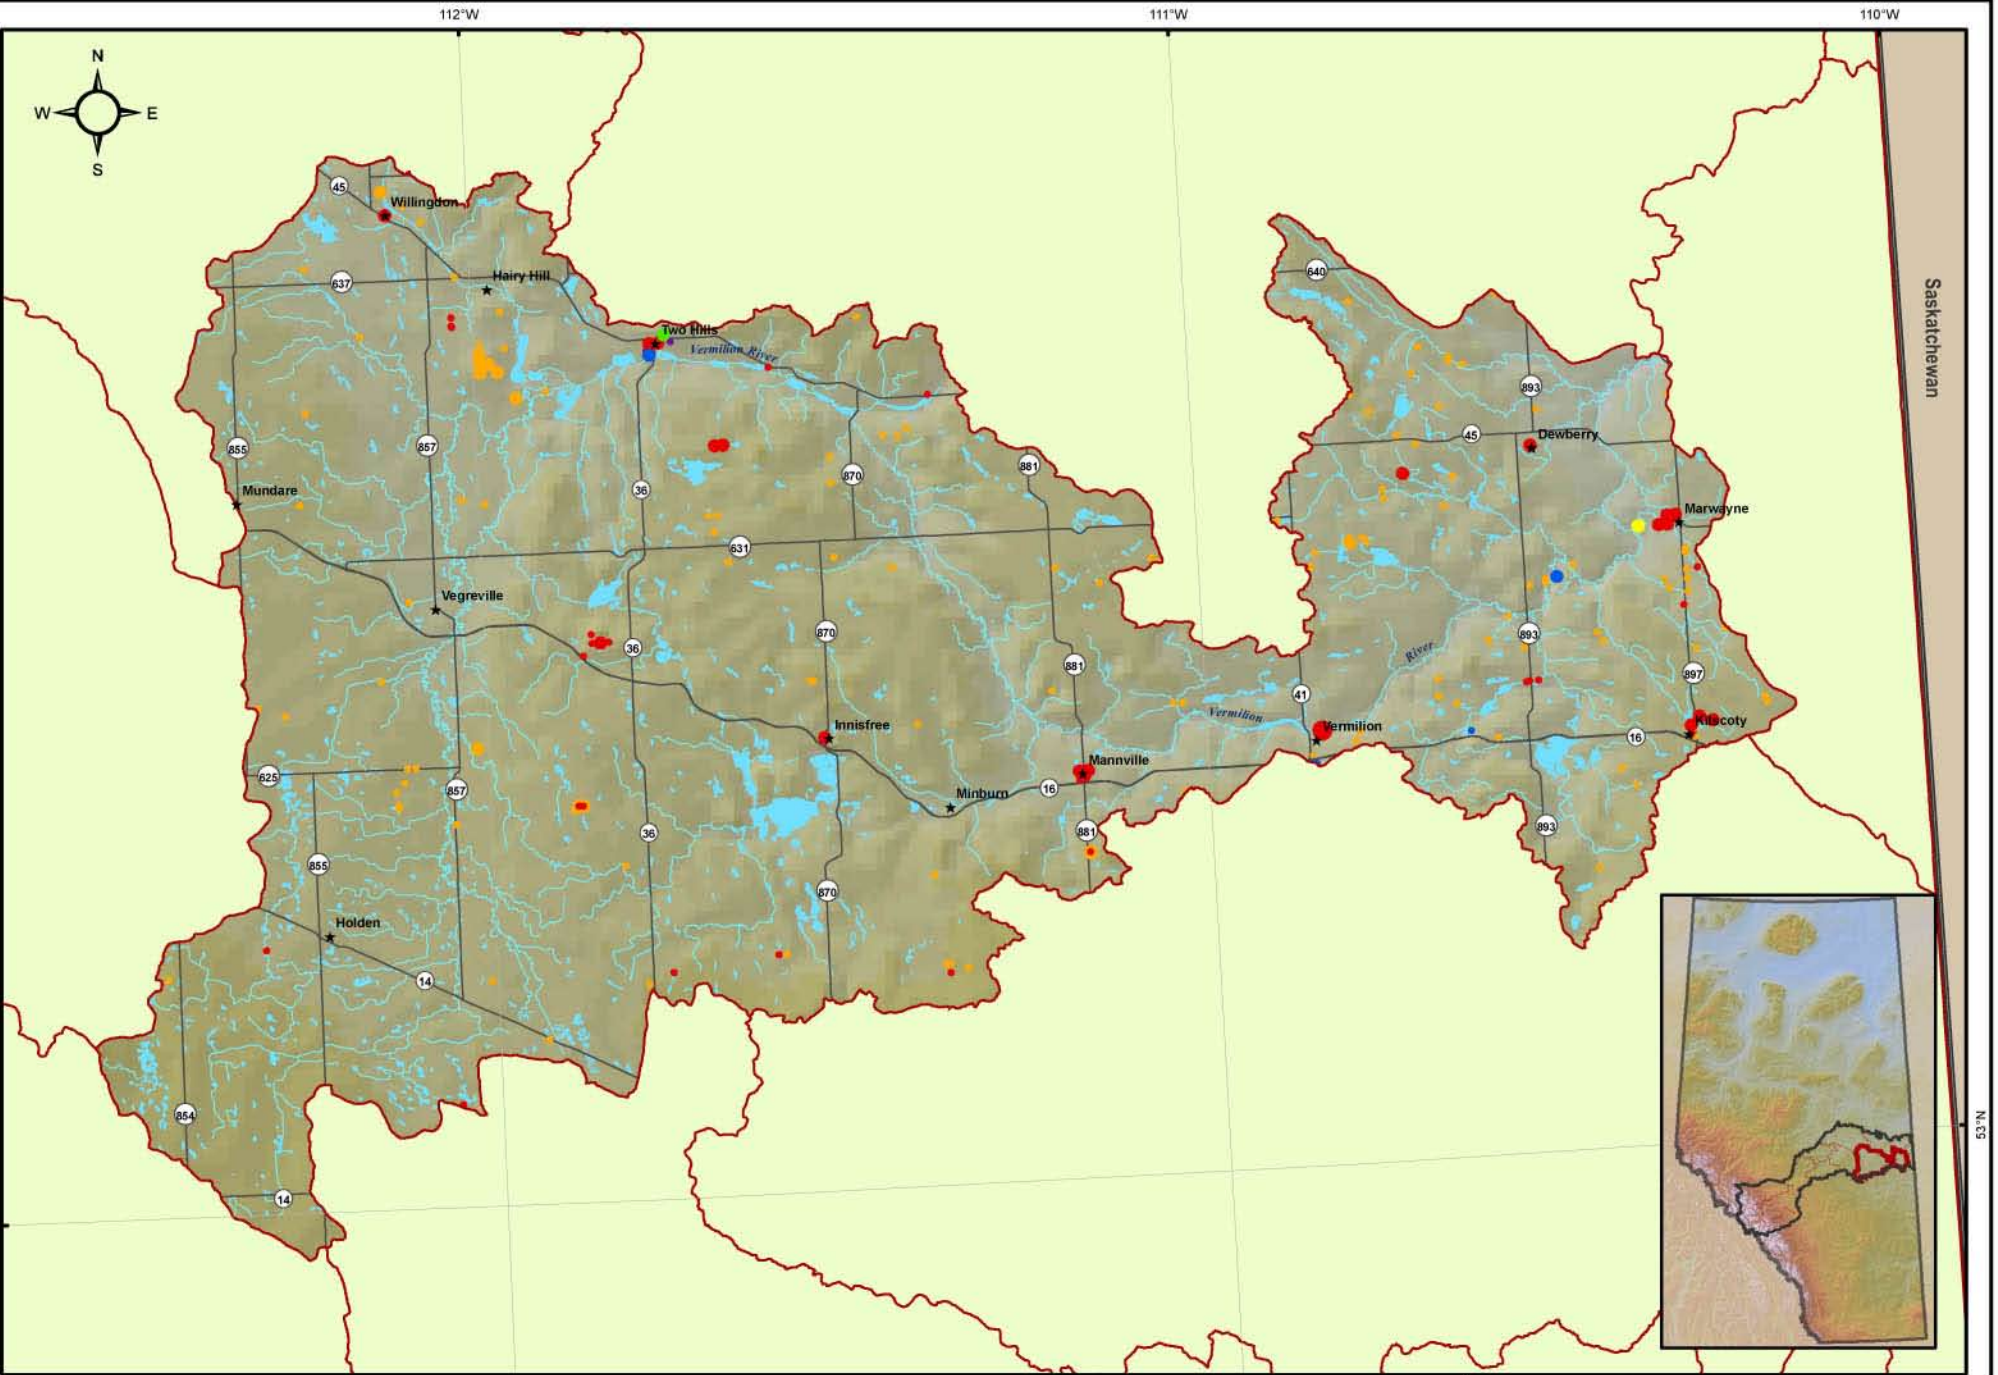 112°W
111°W
110°W
N
W E
S
45
Willingdon
640
637
Hairy Hill
Saskatchewan
Two Hills
Vermilion River
893
855
857
45
Dewberry
881
870
36
Mundare
Marwayne
631
Vegreville
870
893
36
River
881
897
41
Vermilion
Innisfree
Vermilion
Kitscoty
16
Mannville
625
857
16
Minburn
36
881
893
855
870
Holden
14
854
53°N
14